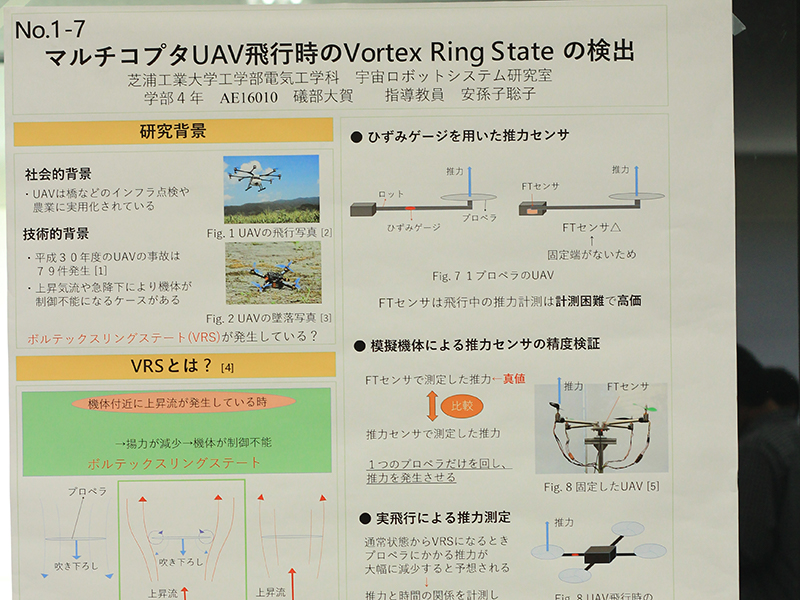 No.1-7
マルチコプタUAV飛行時のVortex Ring State の検出
芝浦工業大学工学部電気工学科 宇宙ロボットシステム研究室
学部４年 AE16010 礒部大賀 指導教員 安孫子聡子
研究背景
社会的背景
・UAVは橋などのインフラ点検や
農業に実用化されている
Fig. 1 UAVの飛行写真 [2]
技術的背景
・平成３０年度のUAVの事故は
７９件発生 [1]
・上昇気流や急降下により機体が
制御不能になるケースがある
Fig. 2 UAVの墜落写真 [3]
ボルテックスリングステート(VRS)が発生している？
VRSとは？ [4]
機体付近に上昇流が発生している時
→揚力が減少→機体が制御不能
ボルテックスリングステート
プロペラ
吹き下ろし
吹き下ろし
上昇流
上昇流
● ひずみゲージを用いた推力センサ
推力
ロット
ひずみゲージ
プロペラ
推力
FTセンサ
FTセンサ△
↑
固定端がないため
Fig. 7 １プロペラのUAV
FTセンサは飛行中の推力計測は計測困難で高価
● 模擬機体による推力センサの精度検証
FTセンサで測定した推力←真値
比較
推力センサで測定した推力
１つのプロペラだけを回し、
推力を発生させる
推力
FTセンサ
Fig. 8 固定したUAV [5]
● 実飛行による推力測定
通常状態からVRSになるとき
プロペラにかかる推力が
大幅に減少すると予想される
↓
推力と時間の関係を計測し
推力
Fig. 8 UAV飛行時の